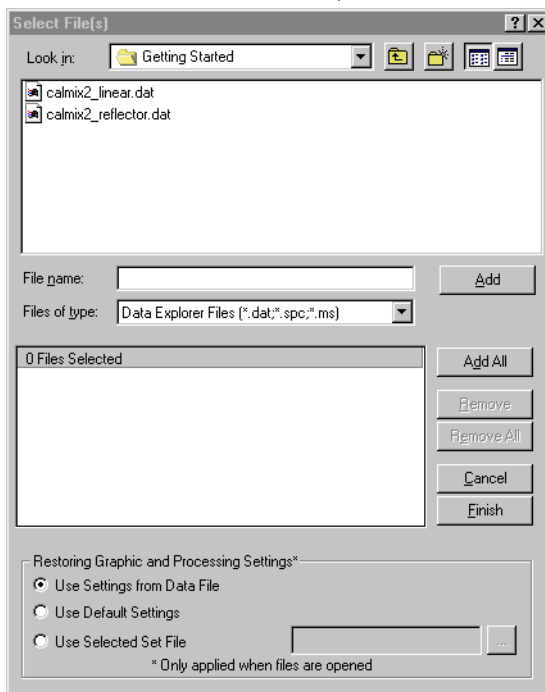 Select File(s)
Look in: Getting Started
calmix2_linear.dat
calmix2_reflector.dat
File name: Add
Files of type: Data Explorer Files (*.dat;*.spc;*.ms)
0 Files Selected
Add All
Remove
Remove All
Cancel
Finish
Restoring Graphic and Processing Settings*
Use Settings from Data File
Use Default Settings
Use Selected Set File ...
* Only applied when files are opened